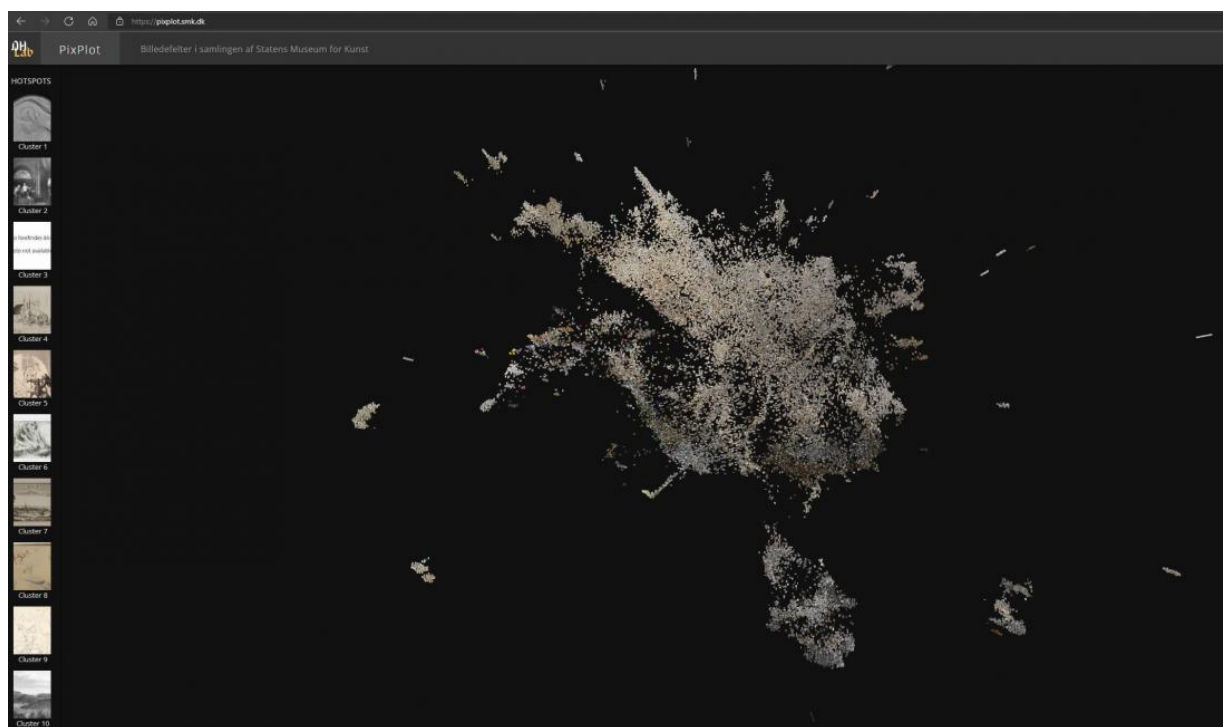 https://pixplot.smk.dk
DH Lab
PixPlot
Billedefelter i samlingen af Statens Museum for Kunst
HOTSPOTS
Cluster 1
Cluster 2
Cluster 3
Cluster 4
Cluster 5
Cluster 6
Cluster 7
Cluster 8
Cluster 9
Cluster 10